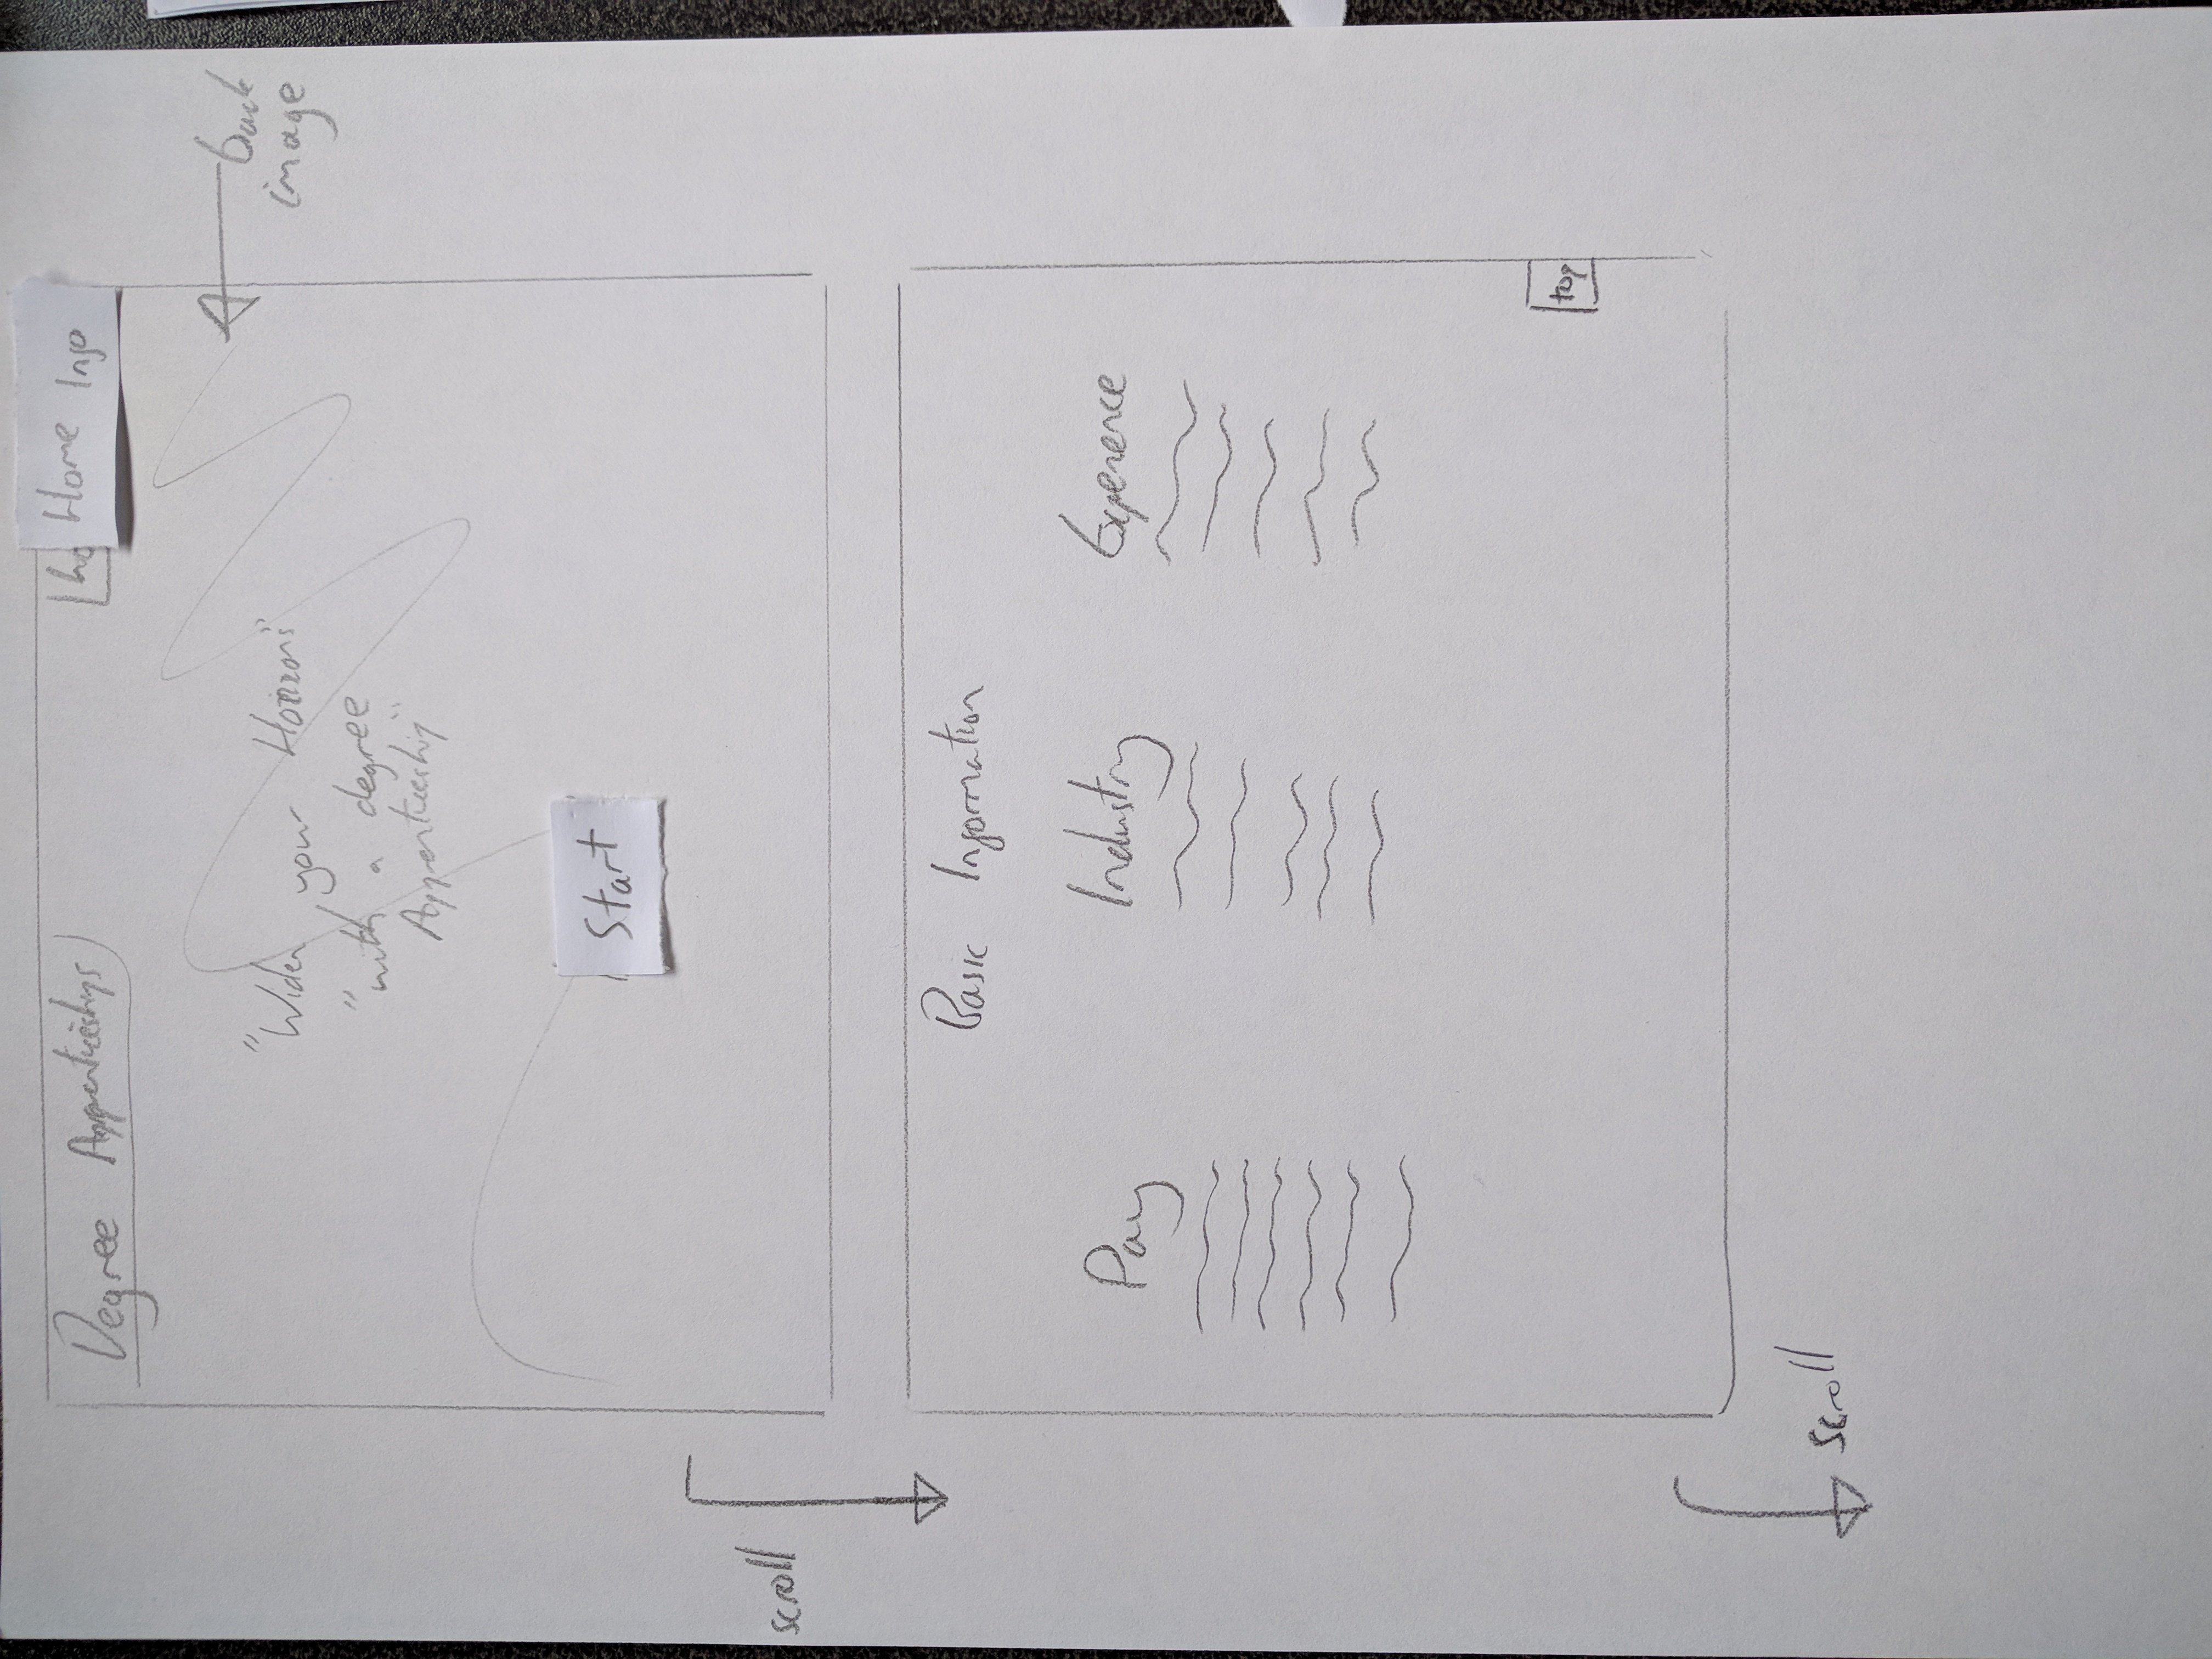 Degree Apprenticeships
Home Info
back
image
"Widen your Horizons"
"with a degree
Apprenticeship"
Start
scroll
Basic Information
Pay
Industry
Experience
top
scroll